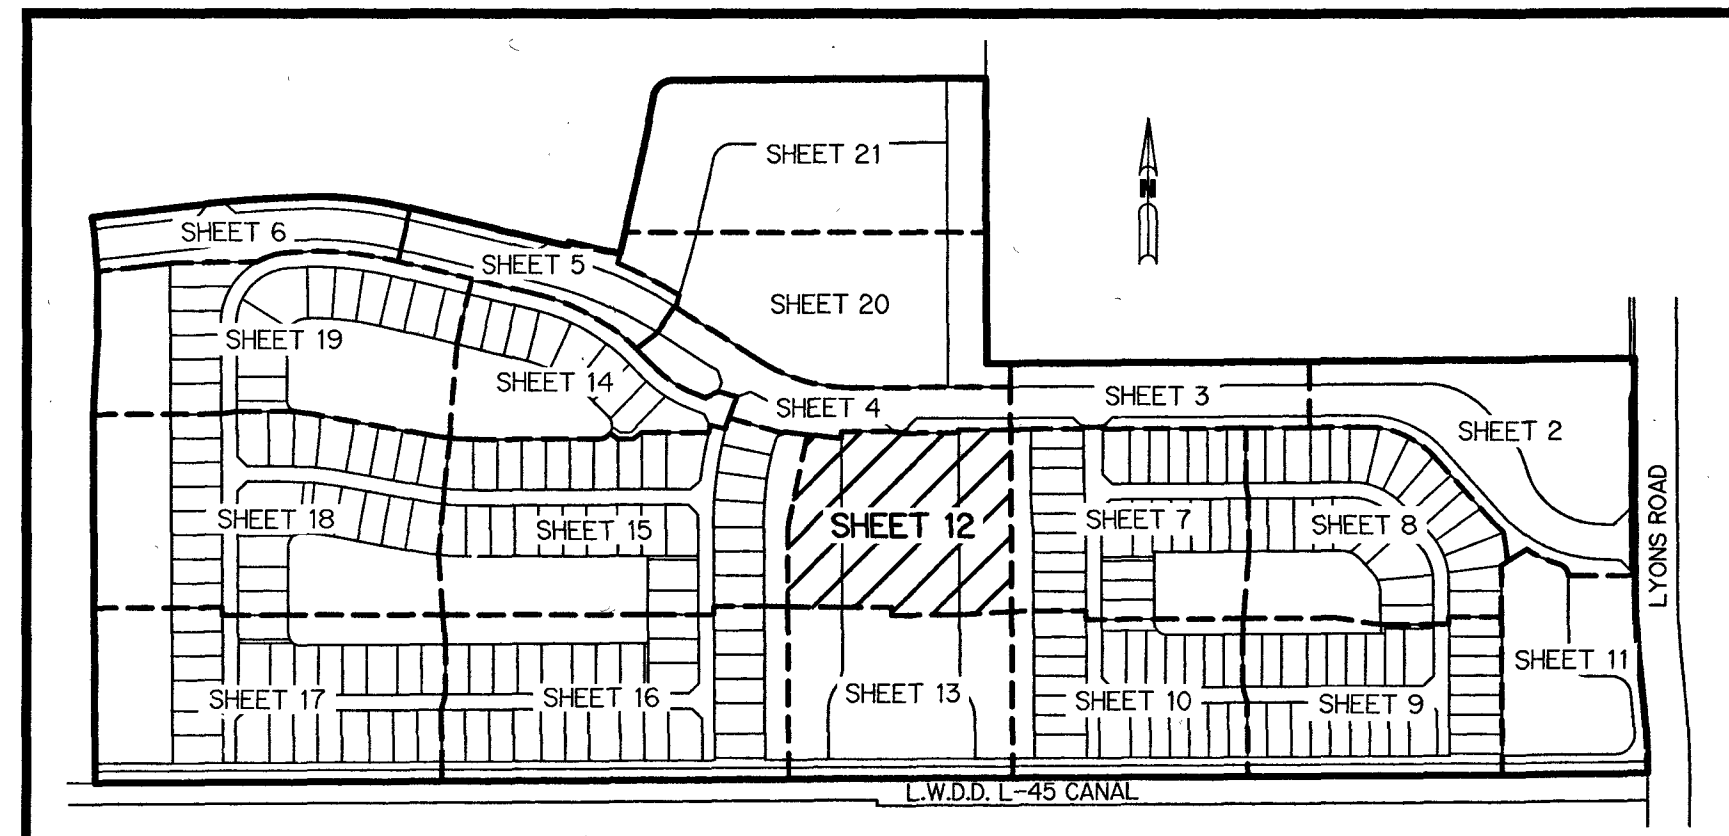 SHEET 21
N
SHEET 6
SHEET 5
SHEET 20
SHEET 19
SHEET 14
SHEET 4
SHEET 3
SHEET 2
SHEET 18
SHEET 15
SHEET 12
SHEET 7
SHEET 8
LYONS ROAD
SHEET 17
SHEET 16
SHEET 13
SHEET 10
SHEET 9
SHEET 11
L.W.D.D. L-45 CANAL